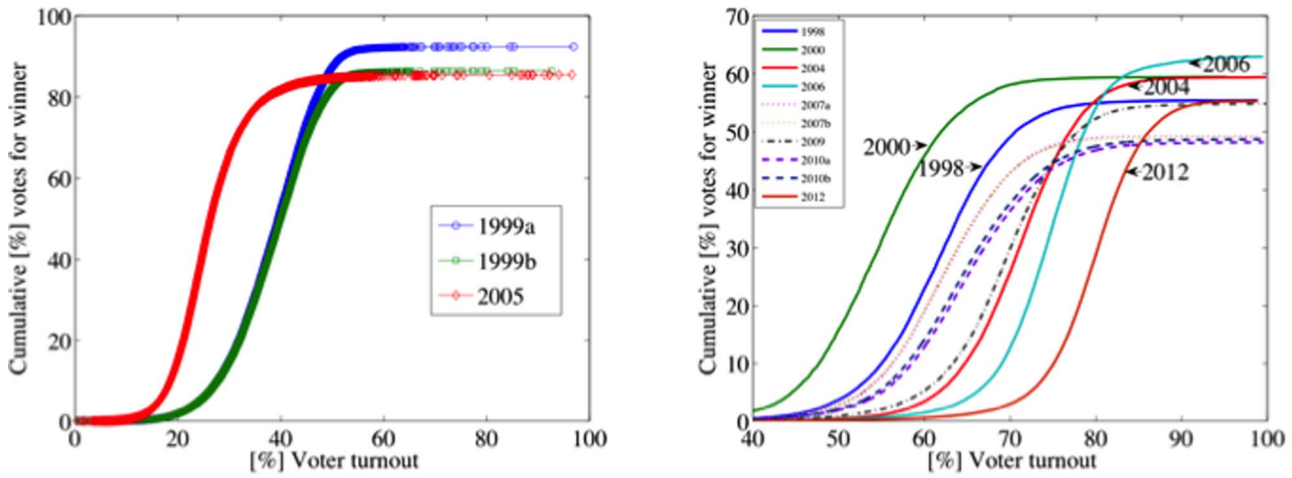 100
80
60
40
20
0
Cumulative [%] votes for winner
1999a
1999b
2005
0 20 40 60 80 100
[%] Voter turnout
70
60
50
40
30
20
10
0
Cumulative [%] votes for winner
1998
2000
2004
2006
2007a
2007b
2009
2010a
2010b
2012
2006
2004
2000
1998
2012
40 50 60 70 80 90 100
[%] Voter turnout